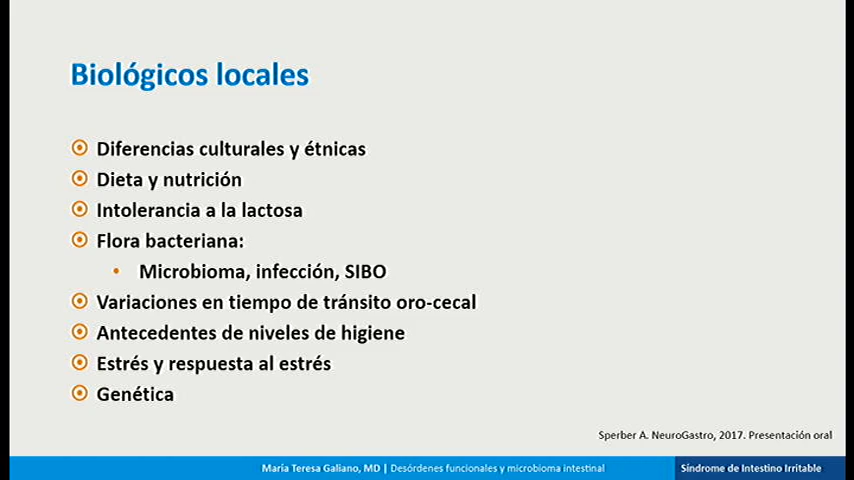 Biológicos locales
Diferencias culturales y étnicas
Dieta y nutrición
Intolerancia a la lactosa
Flora bacteriana:
Microbioma, infección, SIBO
Variaciones en tiempo de tránsito oro-cecal
Antecedentes de niveles de higiene
Estrés y respuesta al estrés
Genética
Sperber A. NeuroGastro, 2017. Presentación oral
María Teresa Galiano, MD | Desórdenes funcionales y microbioma intestinal
Síndrome de Intestino Irritable